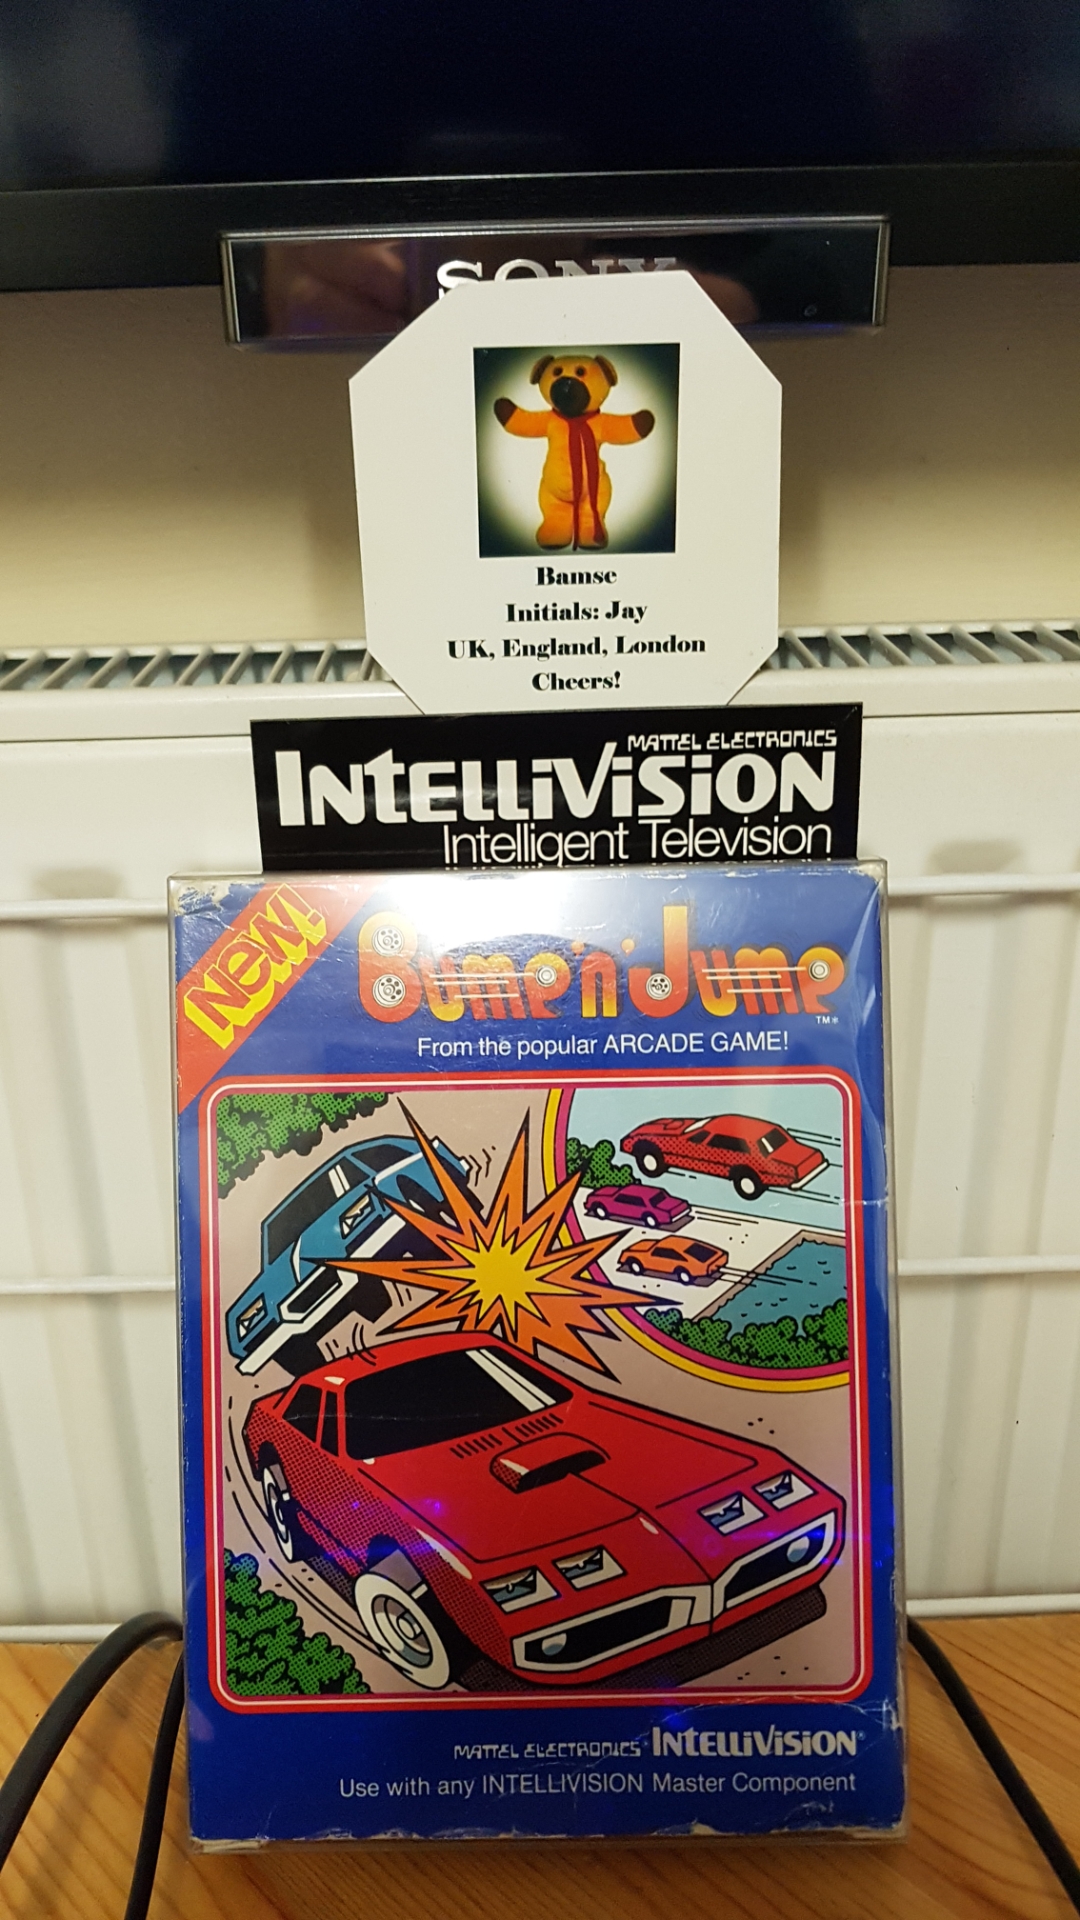 SONY
Bamse
Initials: Jay
UK, England, London
Cheers!
MATTEL ELECTRONICS
INTELLIVISION
Intelligent Television
NEW!
Bump 'n' Jump
TM*
From the popular ARCADE GAME!
MATTEL ELECTRONICS INTELLIVISION
Use with any INTELLIVISION Master Component